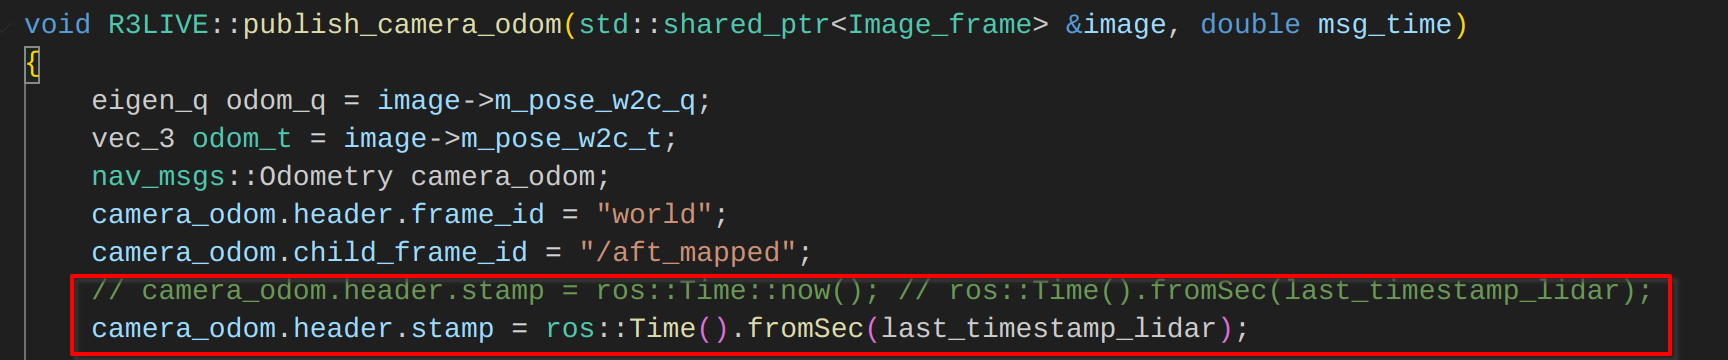 void R3LIVE::publish_camera_odom(std::shared_ptr<Image_frame> &image, double msg_time)
{
    eigen_q odom_q = image->m_pose_w2c_q;
    vec_3 odom_t = image->m_pose_w2c_t;
    nav_msgs::Odometry camera_odom;
    camera_odom.header.frame_id = "world";
    camera_odom.child_frame_id = "/aft_mapped";
    // camera_odom.header.stamp = ros::Time::now(); // ros::Time().fromSec(last_timestamp_lidar);
    camera_odom.header.stamp = ros::Time().fromSec(last_timestamp_lidar);